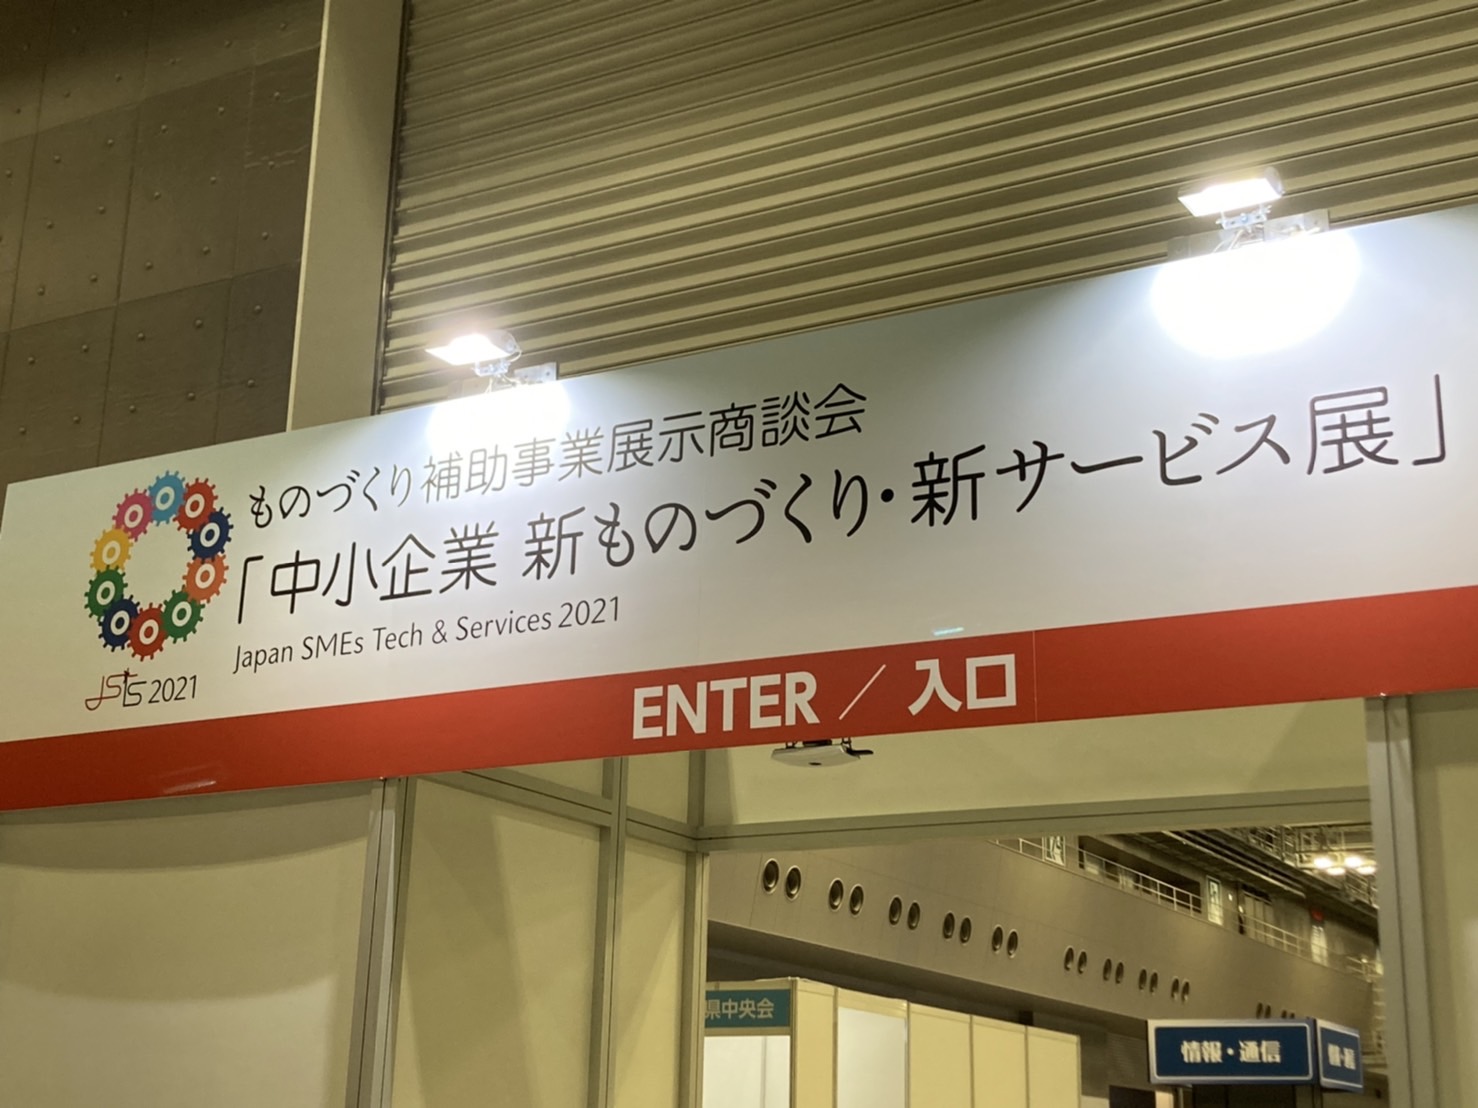 ものづくり補助事業展示商談会
「中小企業 新ものづくり・新サービス展」
Japan SMEs Tech & Services 2021
JSTS 2021
ENTER / 入口
県中央会
情報・通信